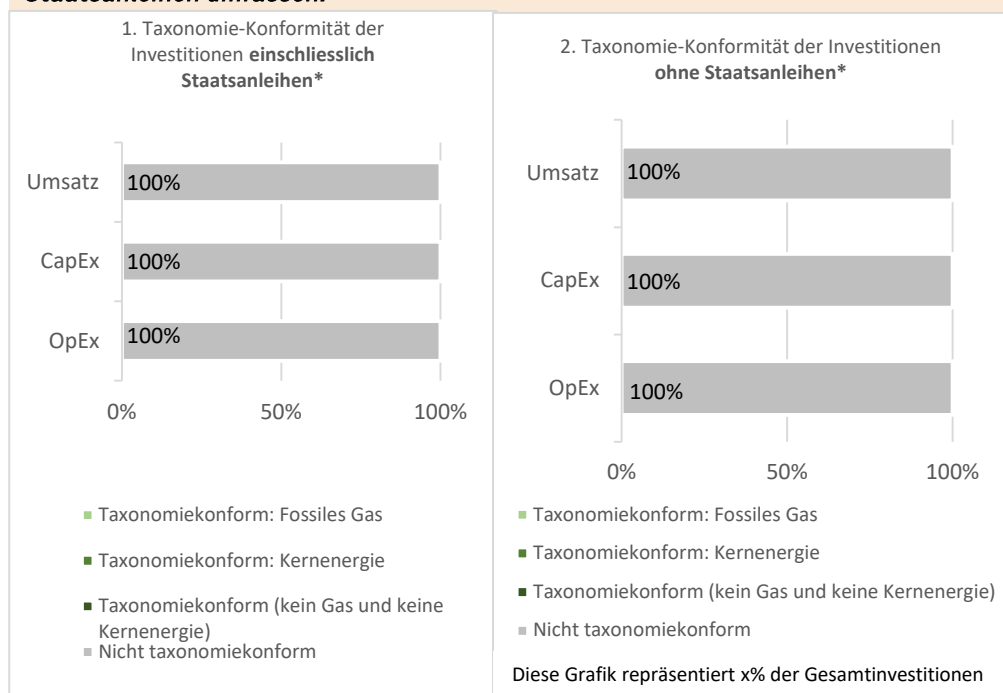 Staatsanleihen umfassen.
1. Taxonomie-Konformität der
Investitionen einschliesslich
Staatsanleihen*
Umsatz
100%
CapEx
100%
OpEx
100%
0%
50%
100%
Taxonomiekonform: Fossiles Gas
Taxonomiekonform: Kernenergie
Taxonomiekonform (kein Gas und keine
Kernenergie)
Nicht taxonomiekonform
2. Taxonomie-Konformität der Investitionen
ohne Staatsanleihen*
Umsatz
100%
CapEx
100%
OpEx
100%
0%
50%
100%
Taxonomiekonform: Fossiles Gas
Taxonomiekonform: Kernenergie
Taxonomiekonform (kein Gas und keine Kernenergie)
Nicht taxonomiekonform
Diese Grafik repräsentiert x% der Gesamtinvestitionen